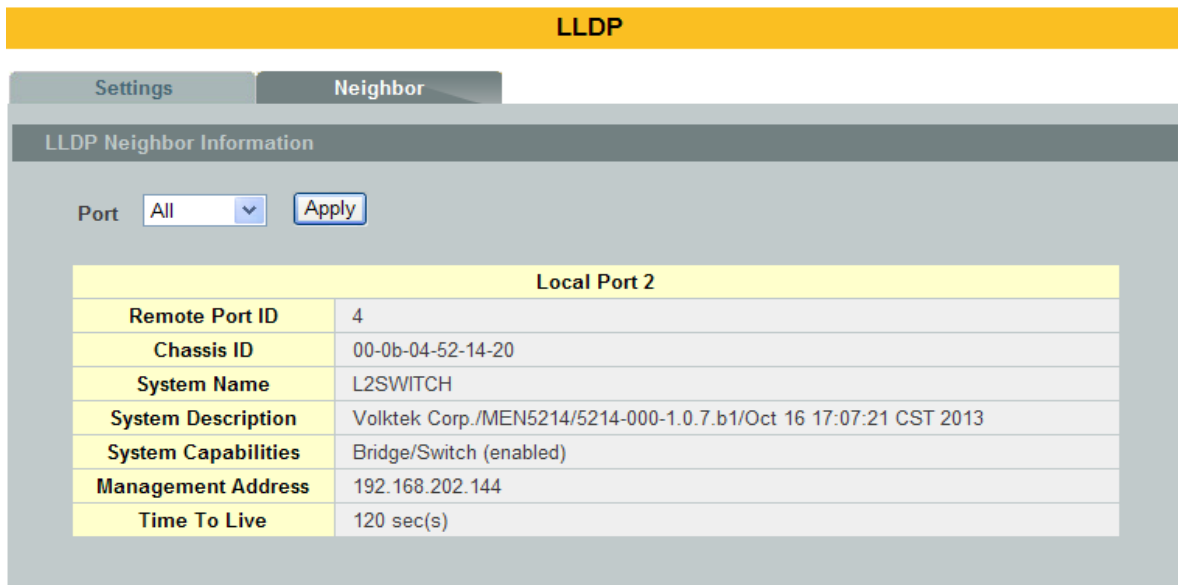 LLDP
Settings Neighbor
LLDP Neighbor Information
Port All Apply
Local Port 2
Remote Port ID 4
Chassis ID 00-0b-04-52-14-20
System Name L2SWITCH
System Description Volktek Corp./MEN5214/5214-000-1.0.7.b1/Oct 16 17:07:21 CST 2013
System Capabilities Bridge/Switch (enabled)
Management Address 192.168.202.144
Time To Live 120 sec(s)